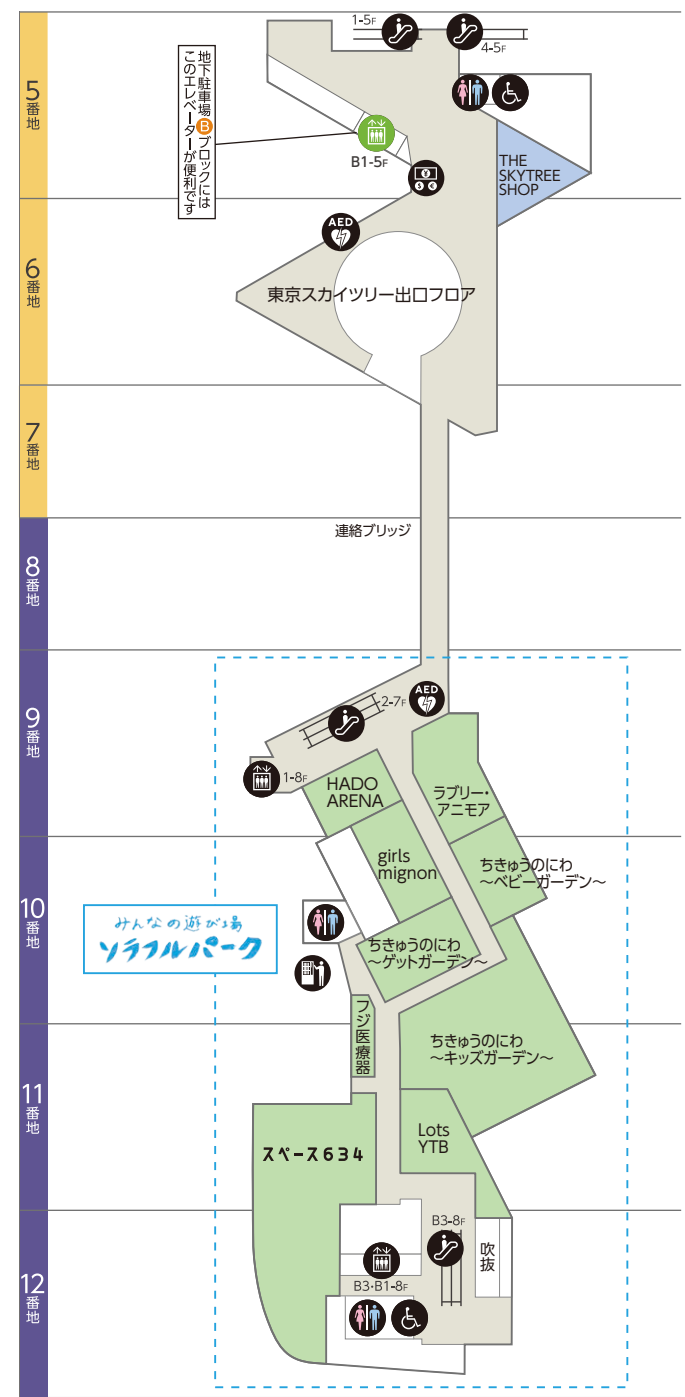 1-5F
4-5F
5
番地
地下駐車場Bブロックには
このエレベーターが便利です
B1-5F
THE
SKYTREE
SHOP
AED
6
番地
東京スカイツリー出口フロア
7
番地
連絡ブリッジ
8
番地
9
番地
2-7F
AED
1-8F
HADO
ARENA
ラブリー・
アニモア
10
番地
girls
mignon
ちきゅうのにわ
～ベビーガーデン～
みんなの遊び場
ソラフルパーク
ちきゅうのにわ
～ゲットガーデン～
フジ医療器
ちきゅうのにわ
～キッズガーデン～
11
番地
Lots
YTB
スペース634
12
番地
B3-8F
吹抜
B3・B1-8F